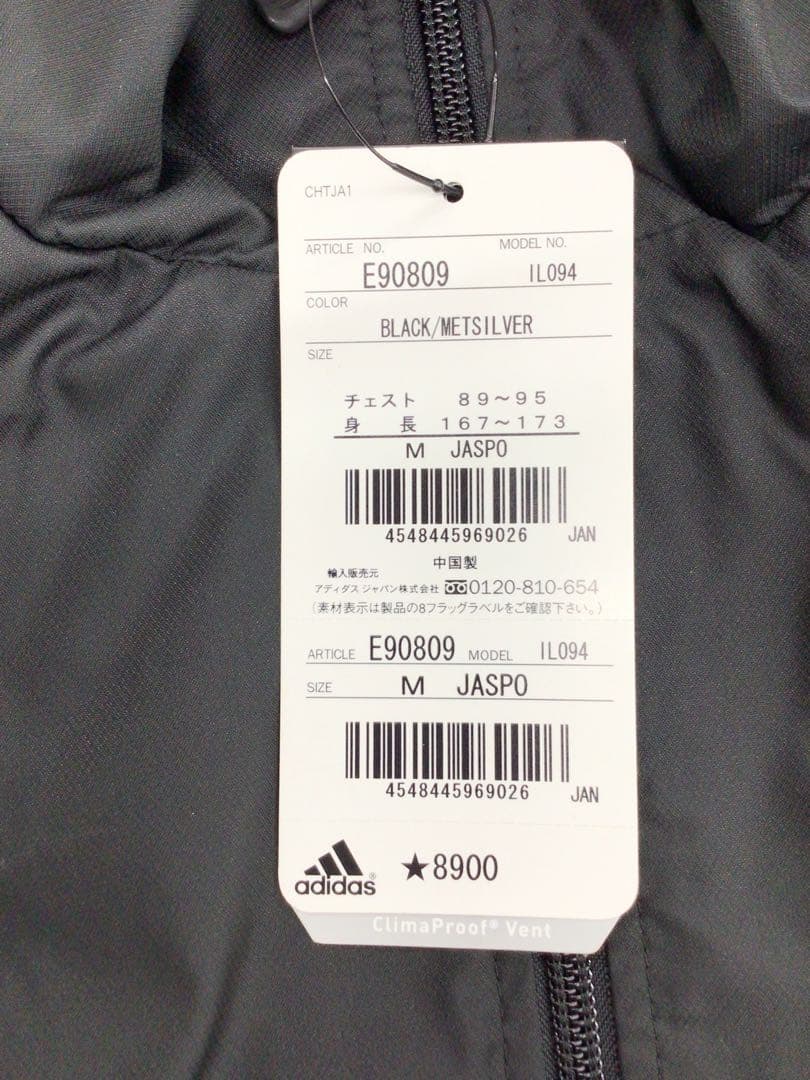 CHTJA1
ARTICLE NO. MODEL NO.
E90809 IL094
COLOR
BLACK/METSILVER
SIZE
チェスト 89～95
身長 167～173
M JASPO
4548445969026 JAN
中国製
輸入販売元
アディダス ジャパン株式会社 0120-810-654
(素材表示は製品の8フラッグラベルをご確認下さい。)
ARTICLE E90809 MODEL IL094
SIZE M JASPO
4548445969026 JAN
adidas® ★8900
ClimaProof® Vent